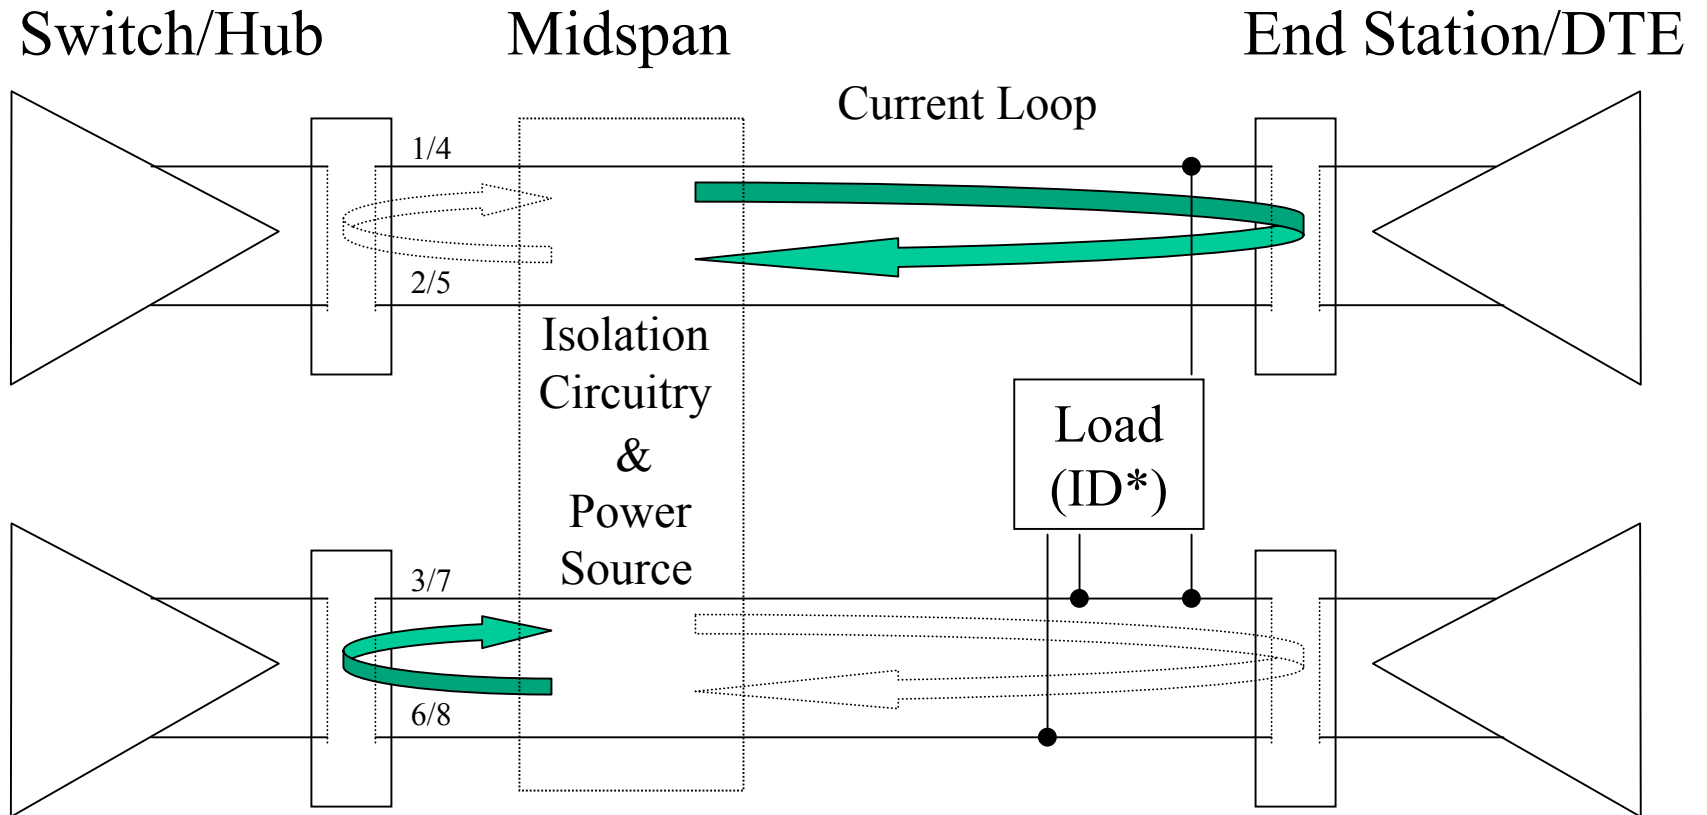 Switch/Hub
Midspan
End Station/DTE
Current Loop
1/4
2/5
Isolation
Circuitry
&
Power
Source
Load
(ID*)
3/7
6/8